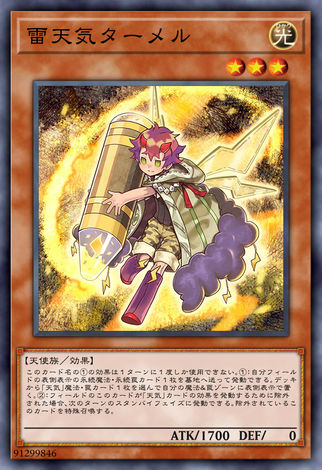 雷天気ターメル
光
【天使族／効果】
このカード名の①の効果は１ターンに１度しか使用できない。①：自分フィール
ドの表側表示の永続魔法・永続罠カード１枚を墓地へ送って発動できる。デッキか
ら「天気」魔法・罠カード１枚を選んで自分の魔法＆罠ゾーンに表側表示で置
く。②：フィールドのこのカードが「天気」カードの効果を発動するために除外
された場合、次のターンのスタンバイフェイズに発動できる。除外されているこ
のカードを特殊召喚する。
ATK/1700 DEF/ 0
91299846